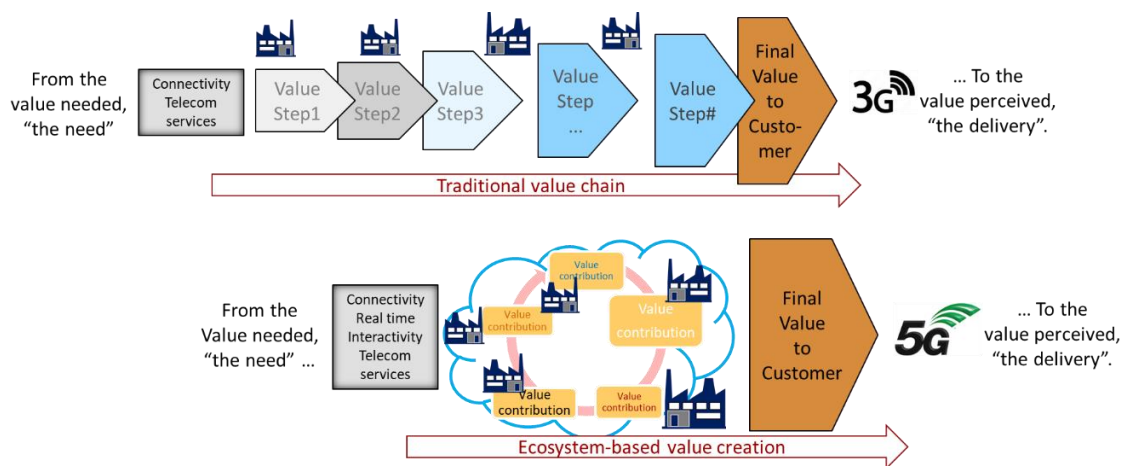 From the
value needed,
“the need”
Connectivity
Telecom
services
Value
Step1
Value
Step2
Value
Step3
Value
Step
...
Value
Step#
Final
Value
to
Custo-
mer
3G
... To the
value perceived,
“the delivery”.
Traditional value chain
From the
Value needed,
“the need” ...
Connectivity
Real time
Interactivity
Telecom
services
Value
contribution
Value
contribution
Value
contribution
Value
contribution
Value
contribution
Final
Value
to
Customer
5G
... To the
value perceived,
“the delivery”.
Ecosystem-based value creation